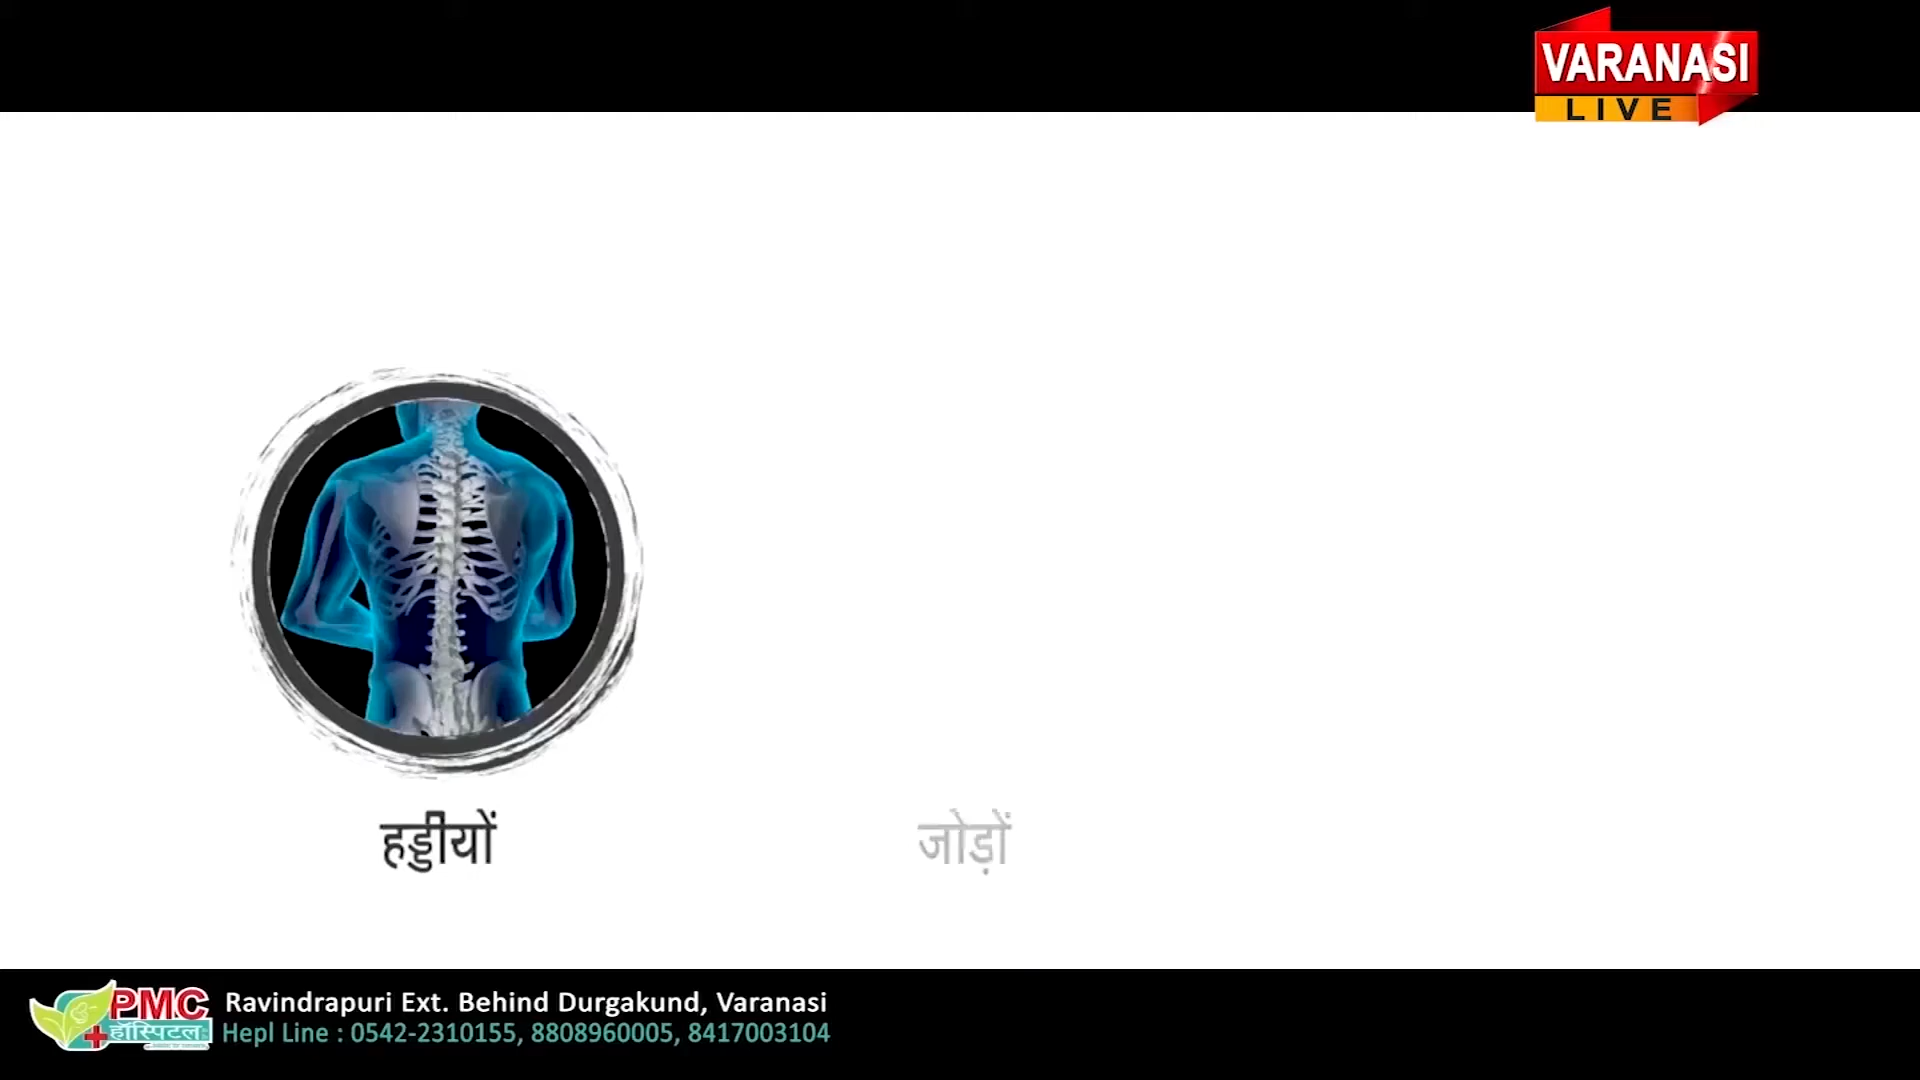 VARANASI
LIVE
हड्डीयों
जोड़ों
PMC
हॉस्पिटल
Ravindrapuri Ext. Behind Durgakund, Varanasi
Hepl Line : 0542-2310155, 8808960005, 8417003104